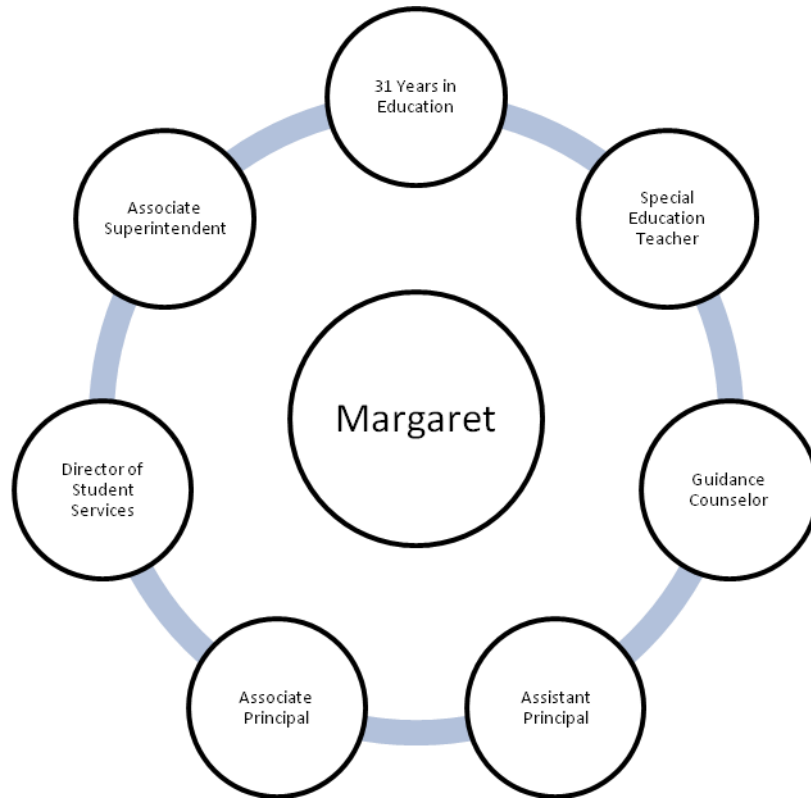 31 Years in
Education
Special
Education
Teacher
Guidance
Counselor
Assistant
Principal
Associate
Principal
Director of
Student
Services
Associate
Superintendent
Margaret